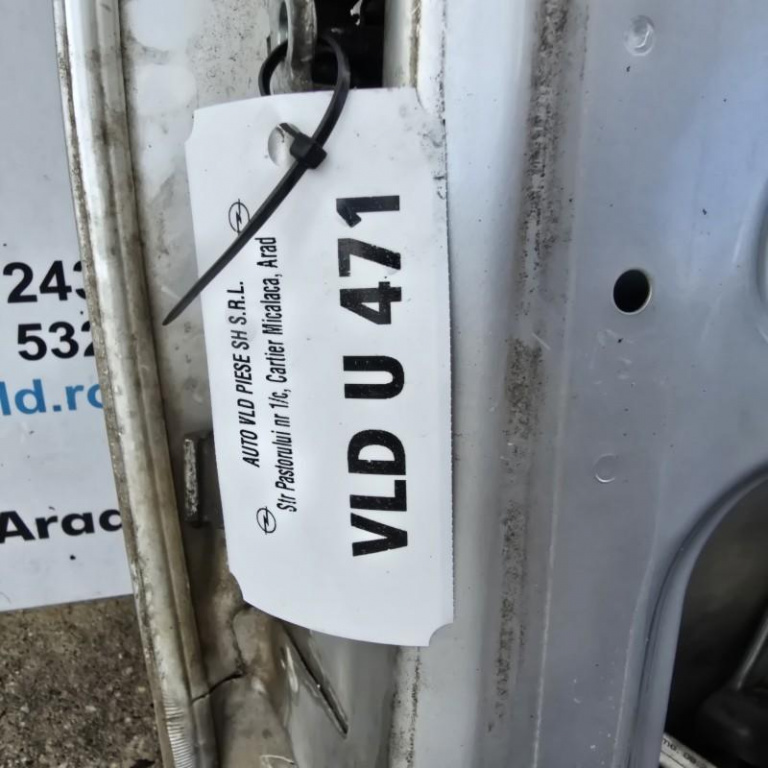 AUTO VLD PIESE SH S.R.L.
Str Pastorului nr 1/c, Cartier Micalaca, Arad
VLD U 471
243
532
ld.ro
Arad